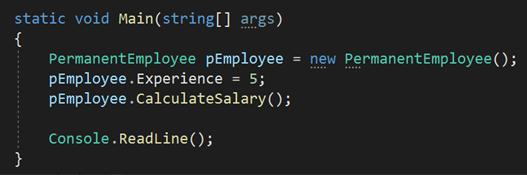 static void Main(string[] args)
{
PermanentEmployee pEmployee = new PermanentEmployee();
pEmployee.Experience = 5;
pEmployee.CalculateSalary();
Console.ReadLine();
}